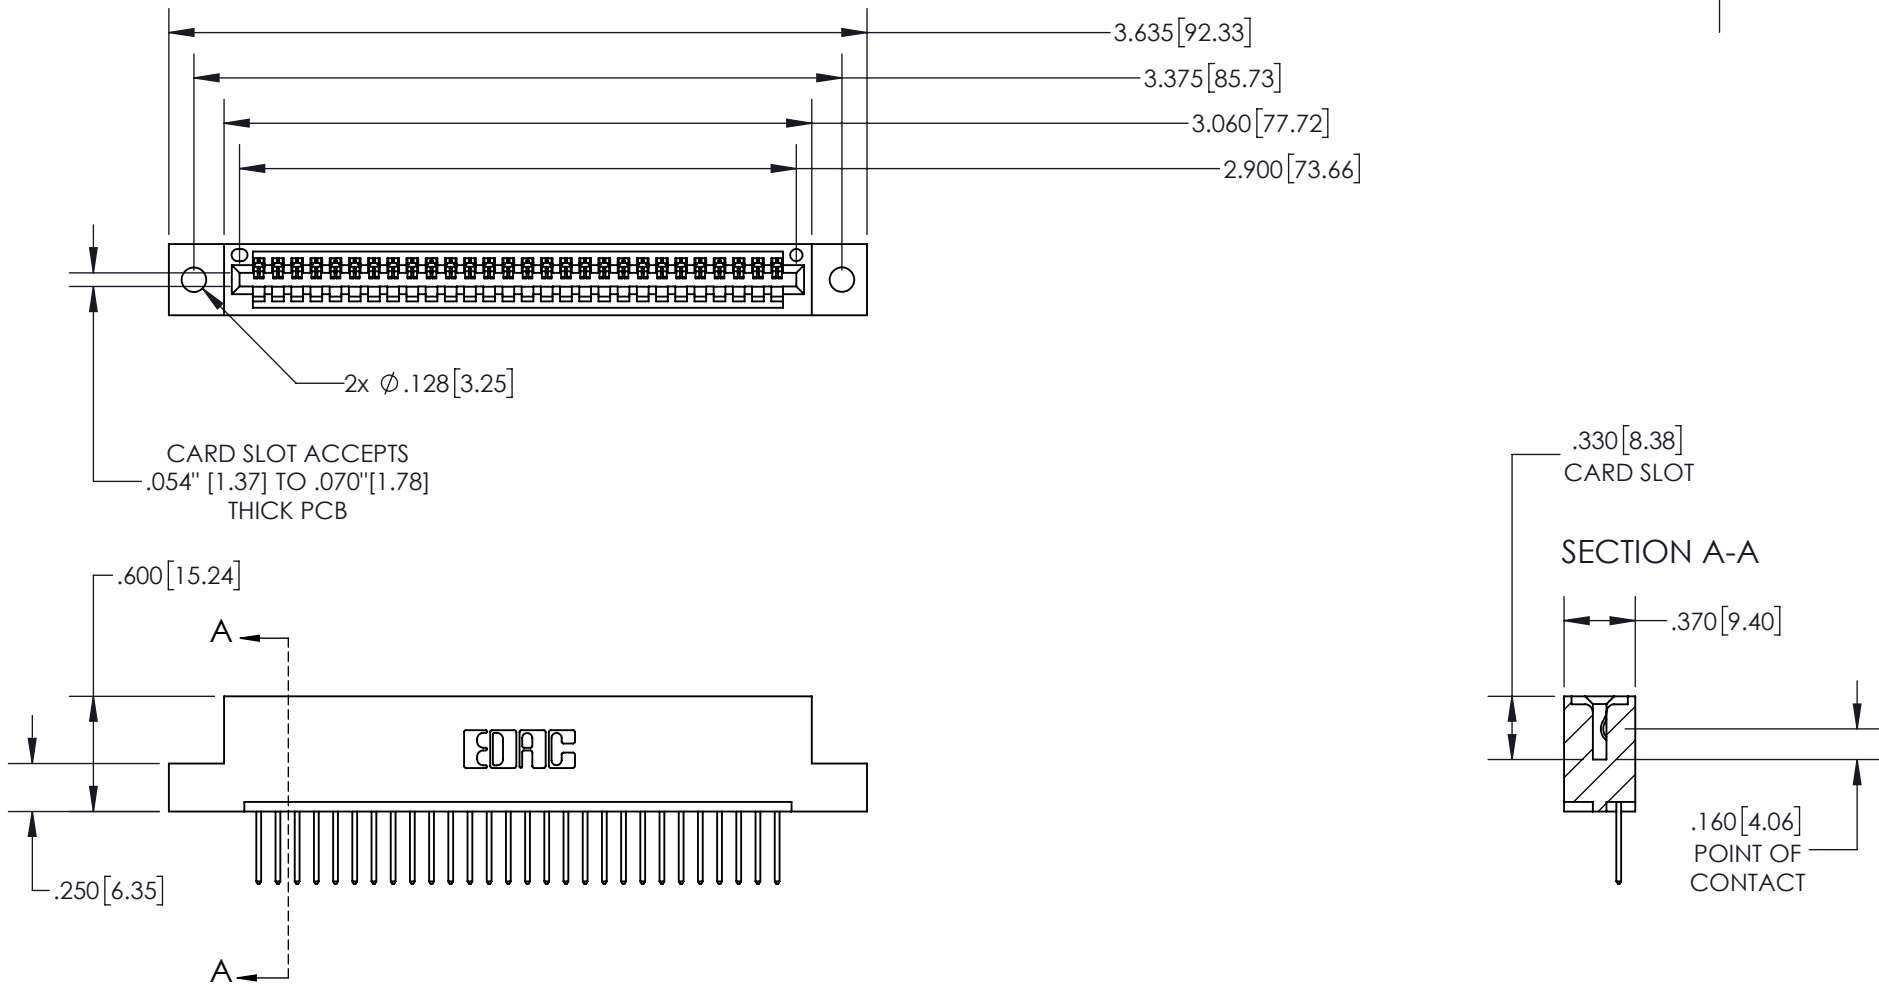 3.635[92.33]
3.375[85.73]
3.060[77.72]
2.900[73.66]
2x ⌀.128[3.25]
CARD SLOT ACCEPTS
.054" [1.37] TO .070"[1.78]
THICK PCB
.330[8.38]
CARD SLOT
SECTION A-A
.600[15.24]
A
.370[9.40]
EDAC
.160[4.06]
POINT OF
CONTACT
.250[6.35]
A